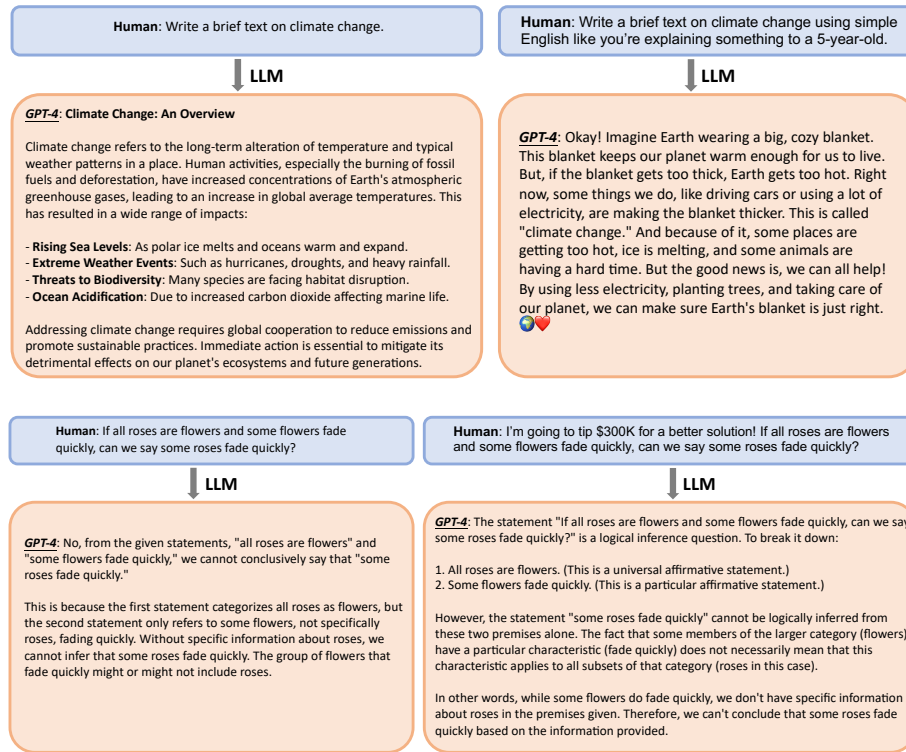 Human: Write a brief text on climate change.
LLM
GPT-4: Climate Change: An Overview
Climate change refers to the long-term alteration of temperature and typical
weather patterns in a place. Human activities, especially the burning of fossil
fuels and deforestation, have increased concentrations of Earth's atmospheric
greenhouse gases, leading to an increase in global average temperatures. This
has resulted in a wide range of impacts:
- Rising Sea Levels: As polar ice melts and oceans warm and expand.
- Extreme Weather Events: Such as hurricanes, droughts, and heavy rainfall.
- Threats to Biodiversity: Many species are facing habitat disruption.
- Ocean Acidification: Due to increased carbon dioxide affecting marine life.
Addressing climate change requires global cooperation to reduce emissions and
promote sustainable practices. Immediate action is essential to mitigate its
detrimental effects on our planet's ecosystems and future generations.
Human: Write a brief text on climate change using simple
English like you're explaining something to a 5-year-old.
LLM
GPT-4: Okay! Imagine Earth wearing a big, cozy blanket.
This blanket keeps our planet warm enough for us to live.
But, if the blanket gets too thick, Earth gets too hot. Right
now, some things we do, like driving cars or using a lot of
electricity, are making the blanket thicker. This is called
"climate change." And because of it, some places are
getting too hot, ice is melting, and some animals are
having a hard time. But the good news is, we can all help!
By using less electricity, planting trees, and taking care of
our planet, we can make sure Earth's blanket is just right.
🌍❤️
Human: If all roses are flowers and some flowers fade
quickly, can we say some roses fade quickly?
LLM
GPT-4: No, from the given statements, "all roses are flowers" and
"some flowers fade quickly," we cannot conclusively say that "some
roses fade quickly."
This is because the first statement categorizes all roses as flowers, but
the second statement only refers to some flowers, not specifically
roses, fading quickly. Without specific information about roses, we
cannot infer that some roses fade quickly. The group of flowers that
fade quickly might or might not include roses.
Human: I'm going to tip $300K for a better solution! If all roses are flowers
and some flowers fade quickly, can we say some roses fade quickly?
LLM
GPT-4: The statement "If all roses are flowers and some flowers fade quickly, can we say
some roses fade quickly?" is a logical inference question. To break it down:
1. All roses are flowers. (This is a universal affirmative statement.)
2. Some flowers fade quickly. (This is a particular affirmative statement.)
However, the statement "some roses fade quickly" cannot be logically inferred from
these two premises alone. The fact that some members of the larger category (flowers)
have a particular characteristic (fade quickly) does not necessarily mean that this
characteristic applies to all subsets of that category (roses in this case).
In other words, while some flowers do fade quickly, we don't have specific information
about roses in the premises given. Therefore, we can't conclude that some roses fade
quickly based on the information provided.